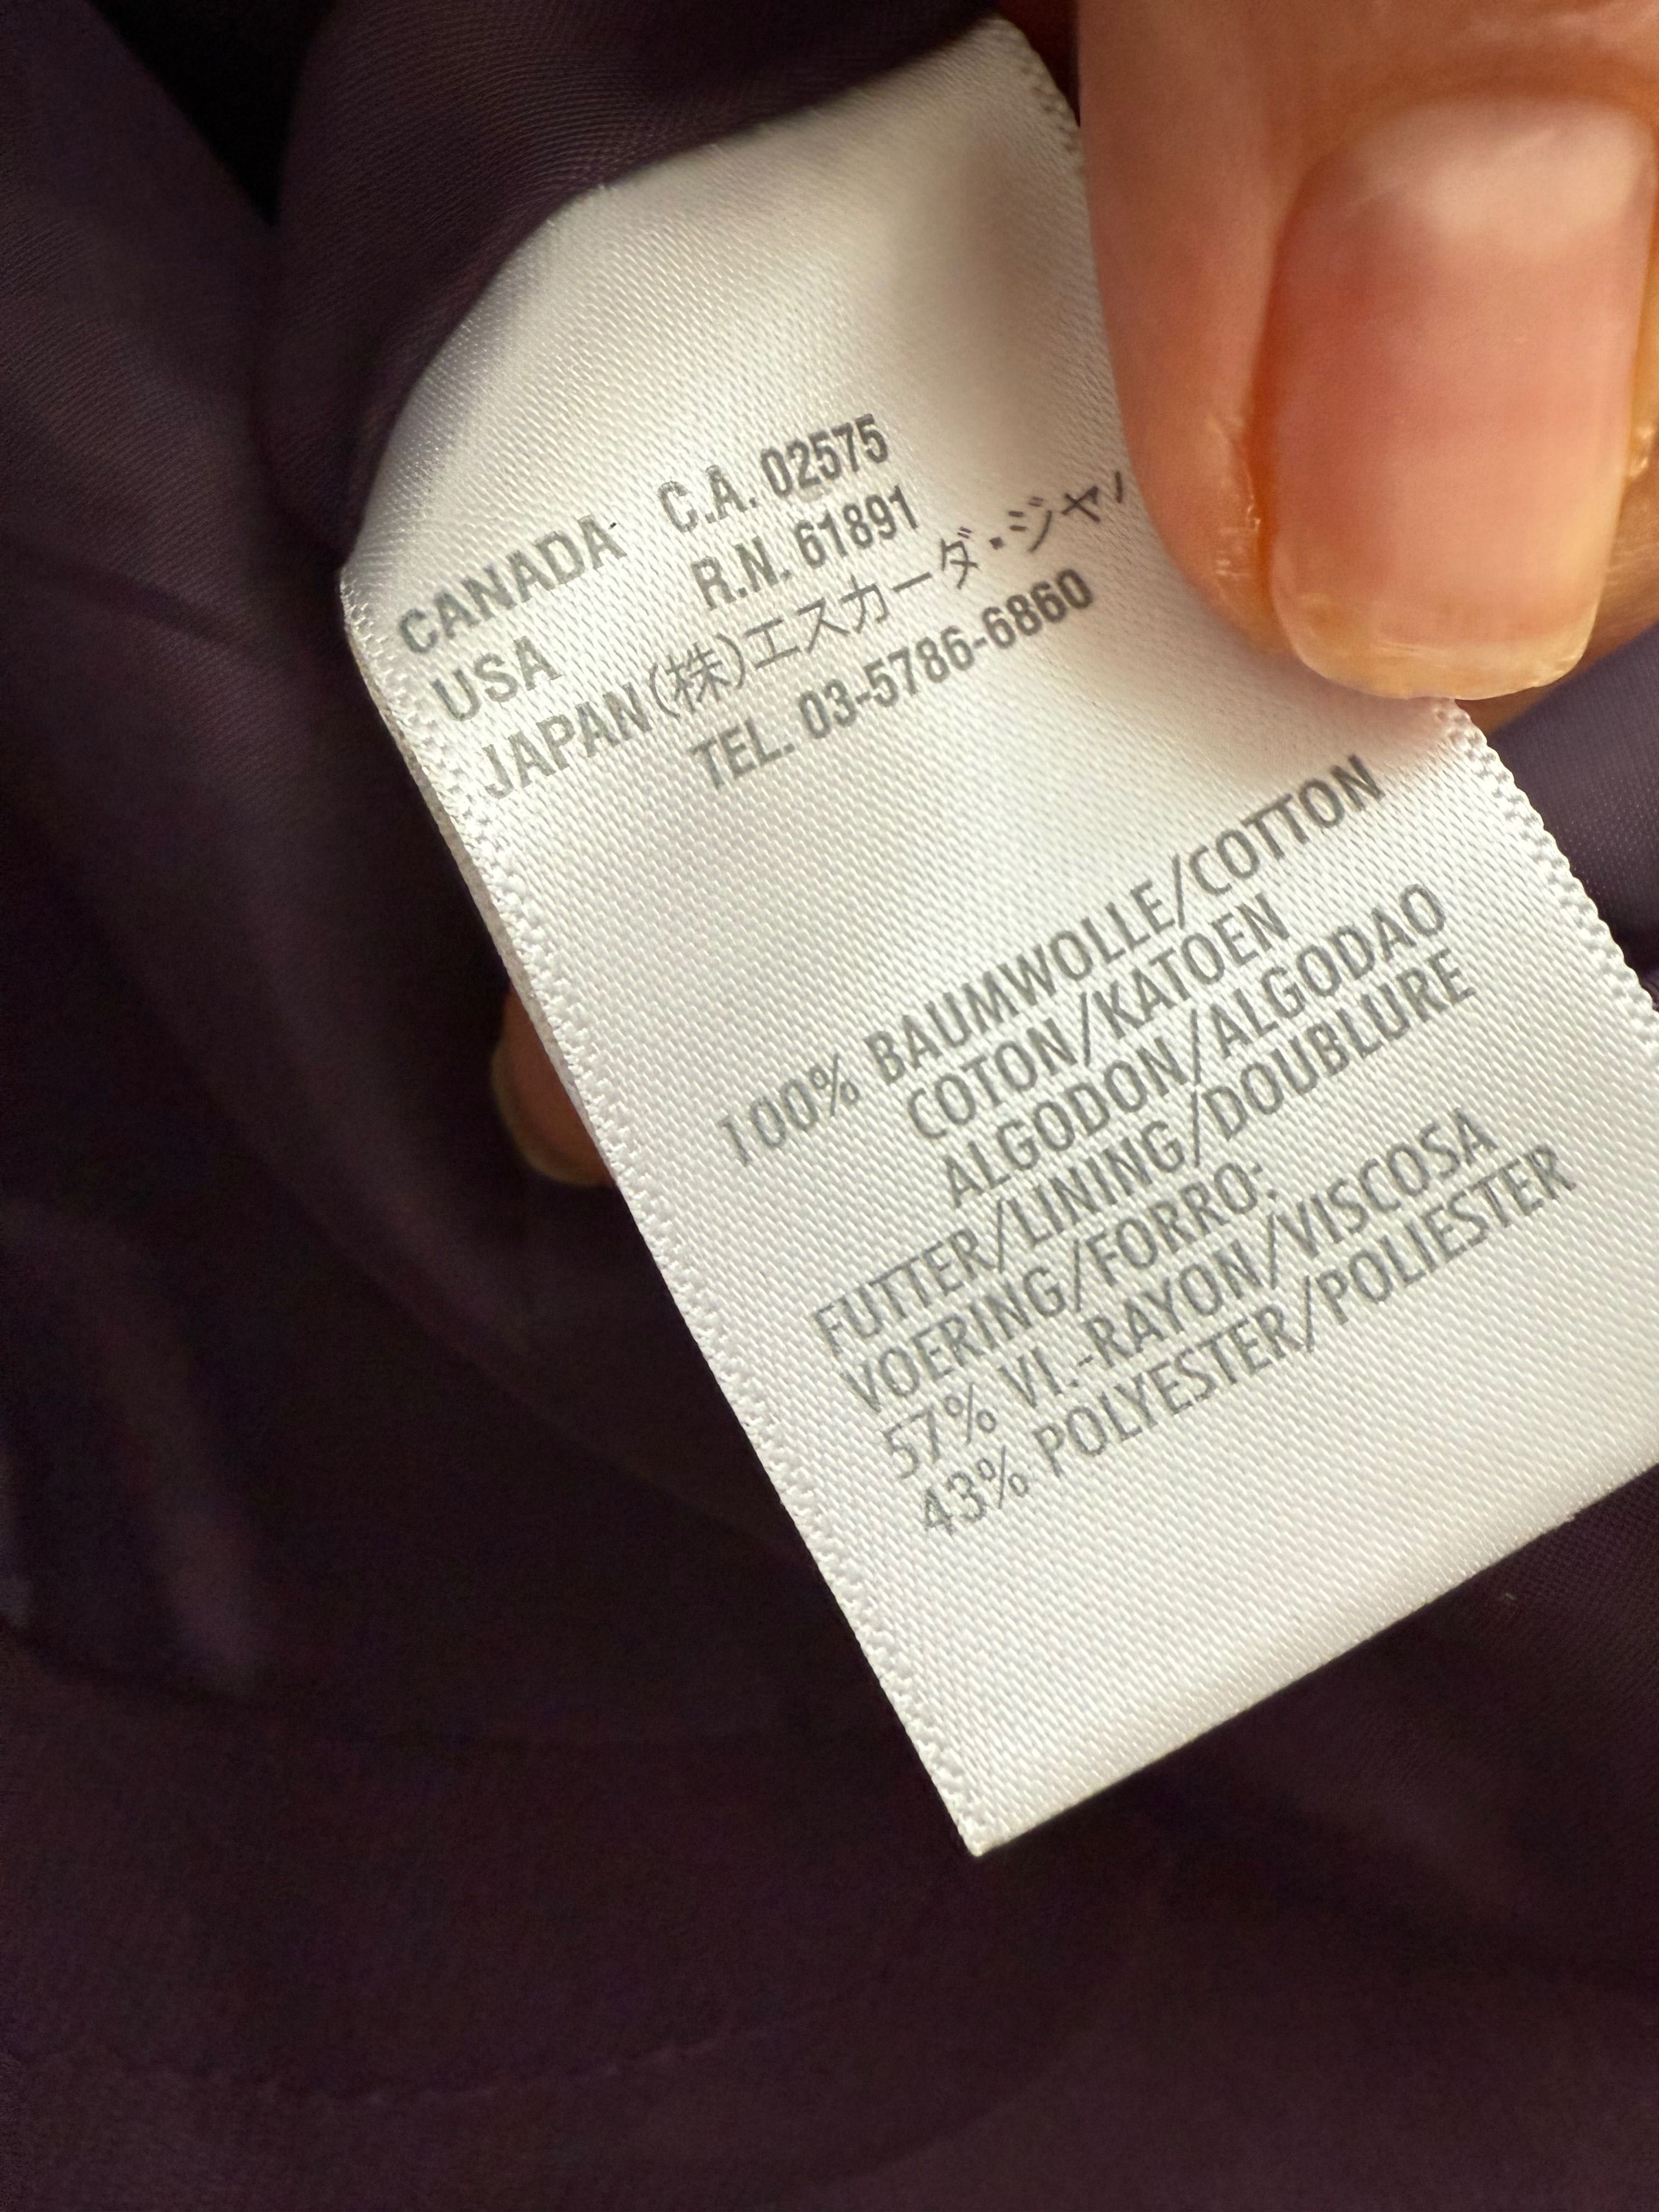 CANADA C.A. 02575
USA R.N. 61891
JAPAN(株)エスカーダ・ジャ
TEL. 03-5786-6860
100% BAUMWOLLE/COTTON
COTON/KATOEN
ALGODON/ALGODAO
FUTTER/LINING/DOUBLURE
VOERING/FORRO:
57% VI.-RAYON/VISCOSA
43% POLYESTER/POLIESTER